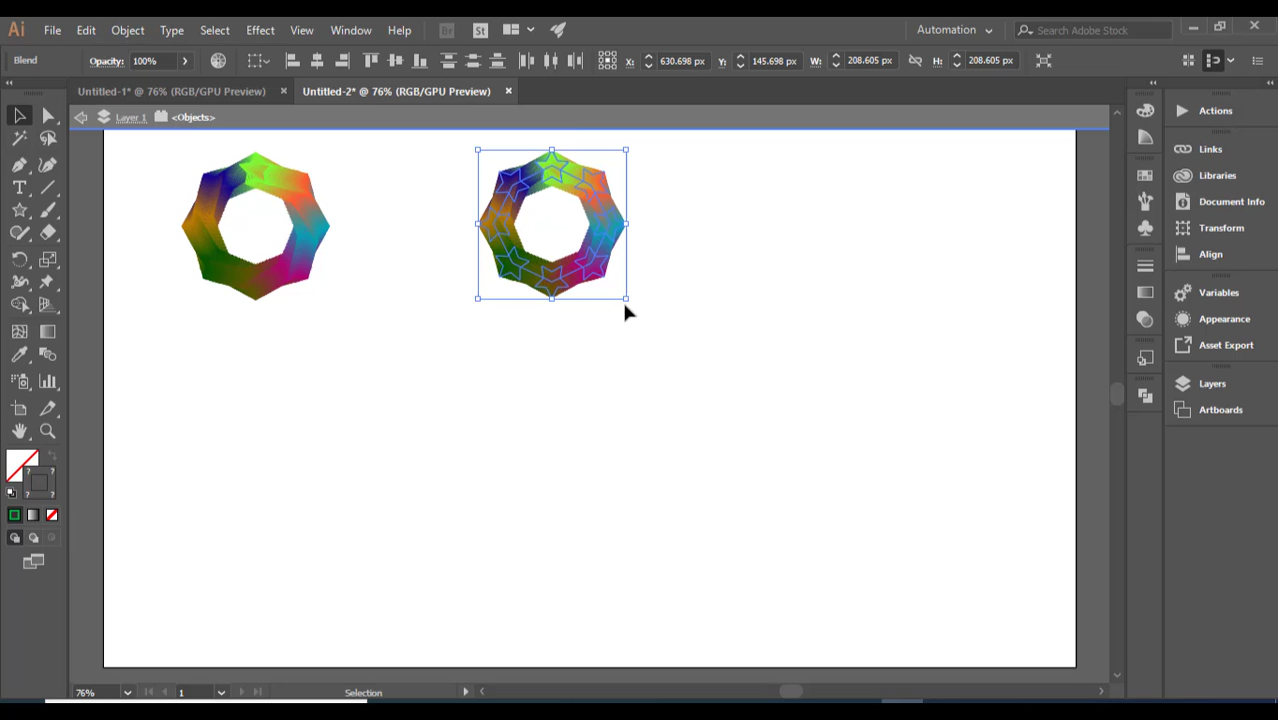 Ai File Edit Object Type Select Effect View Window Help Br St Automation Search Adobe Stock
Blend Opacity: 100% X: 630.698 px Y: 145.698 px W: 208.605 px H: 208.605 px
Untitled-1* @ 76% (RGB/GPU Preview) Untitled-2* @ 76% (RGB/GPU Preview)
Layer 1 <Objects>
Actions
Links
Libraries
Document Info
Transform
Align
Variables
Appearance
Asset Export
Layers
Artboards
? ?
? ?
76% 1 Selection